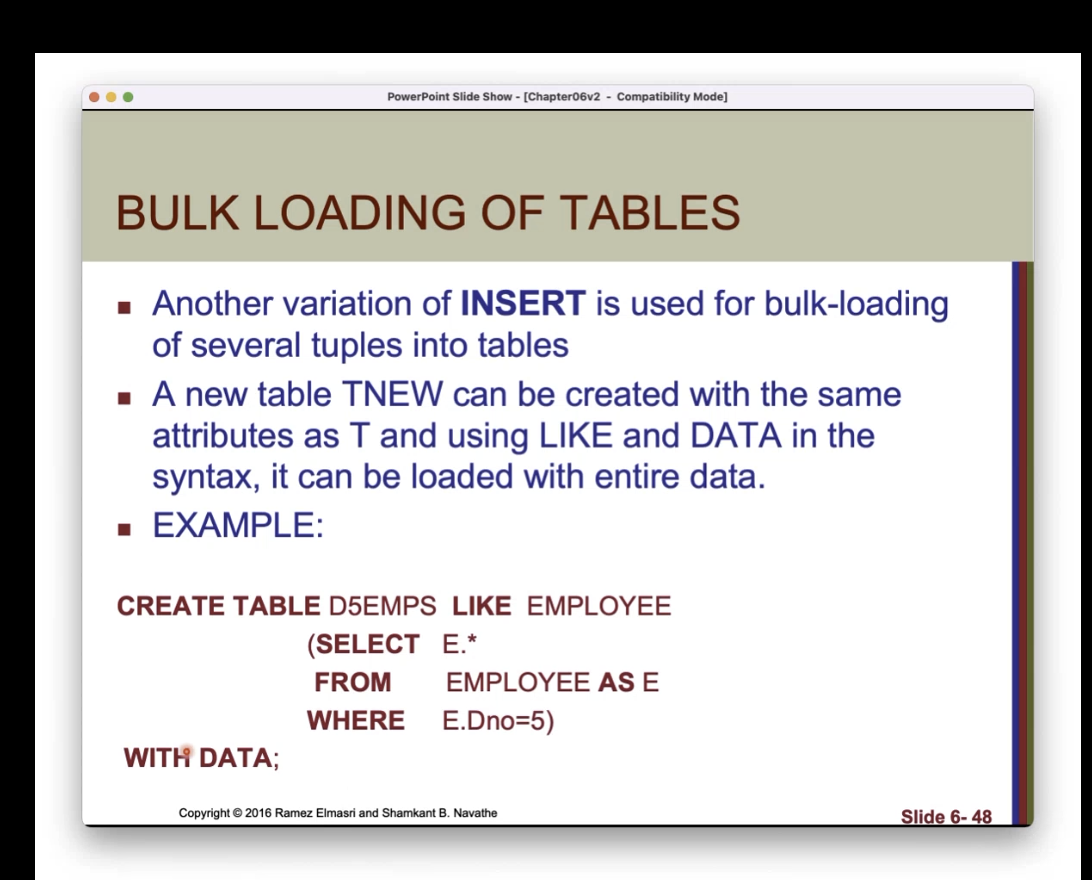 PowerPoint Slide Show - [Chapter06v2 - Compatibility Mode]
BULK LOADING OF TABLES
Another variation of INSERT is used for bulk-loading
of several tuples into tables
A new table TNEW can be created with the same
attributes as T and using LIKE and DATA in the
syntax, it can be loaded with entire data.
EXAMPLE:
CREATE TABLE D5EMPS LIKE EMPLOYEE
(SELECT E.*
FROM EMPLOYEE AS E
WHERE E.Dno=5)
WITH DATA;
Copyright © 2016 Ramez Elmasri and Shamkant B. Navathe
Slide 6- 48